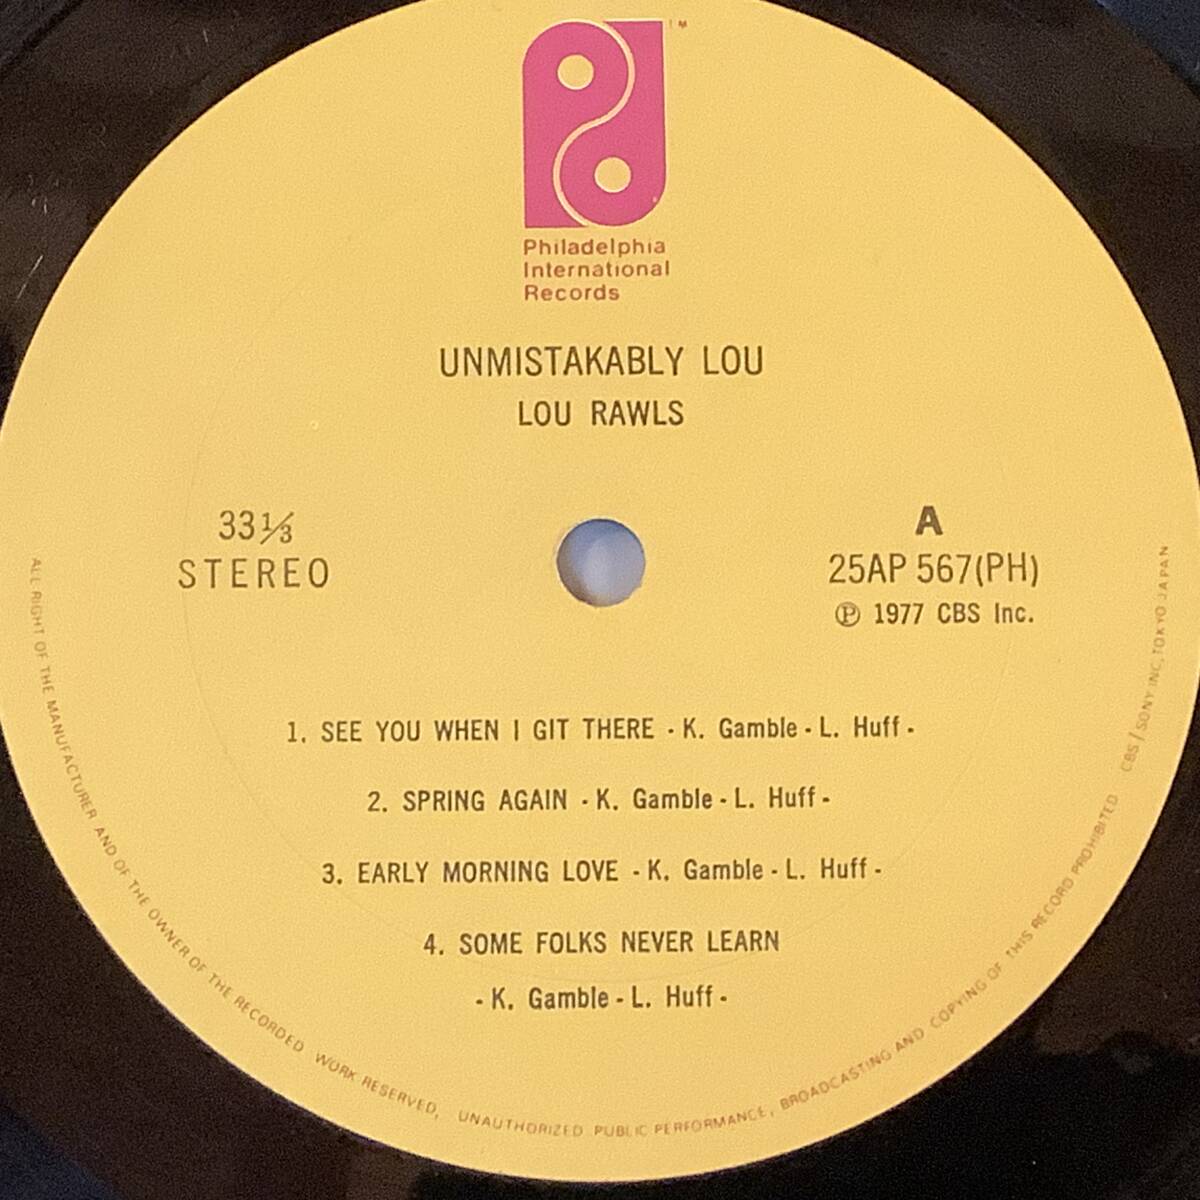 TM
Philadelphia
International
Records
UNMISTAKABLY LOU
LOU RAWLS
33 1/3
STEREO
A
25AP 567(PH)
Ⓟ 1977 CBS Inc.
1. SEE YOU WHEN I GIT THERE - K. Gamble - L. Huff -
2. SPRING AGAIN - K. Gamble - L. Huff -
3. EARLY MORNING LOVE - K. Gamble - L. Huff -
4. SOME FOLKS NEVER LEARN
- K. Gamble - L. Huff -
ALL RIGHT OF THE MANUFACTURER AND OF THE OWNER OF THE RECORDED WORK RESERVED, UNAUTHORIZED PUBLIC PERFORMANCE, BROADCASTING AND COPYING OF THIS RECORD PROHIBITED CBS/SONY INC, TOKYO JAPAN